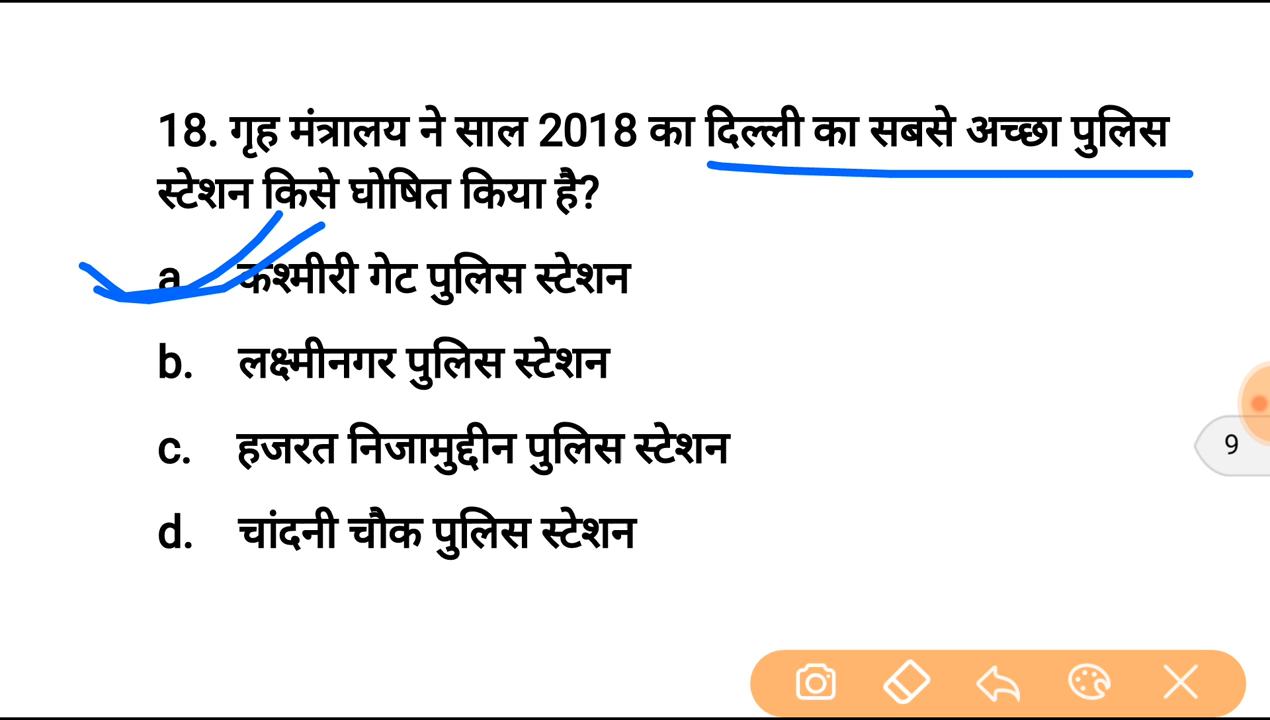 18. गृह मंत्रालय ने साल 2018 का दिल्ली का सबसे अच्छा पुलिस
स्टेशन किसे घोषित किया है?
a. कश्मीरी गेट पुलिस स्टेशन
b. लक्ष्मीनगर पुलिस स्टेशन
c. हजरत निजामुद्दीन पुलिस स्टेशन
9
d. चांदनी चौक पुलिस स्टेशन